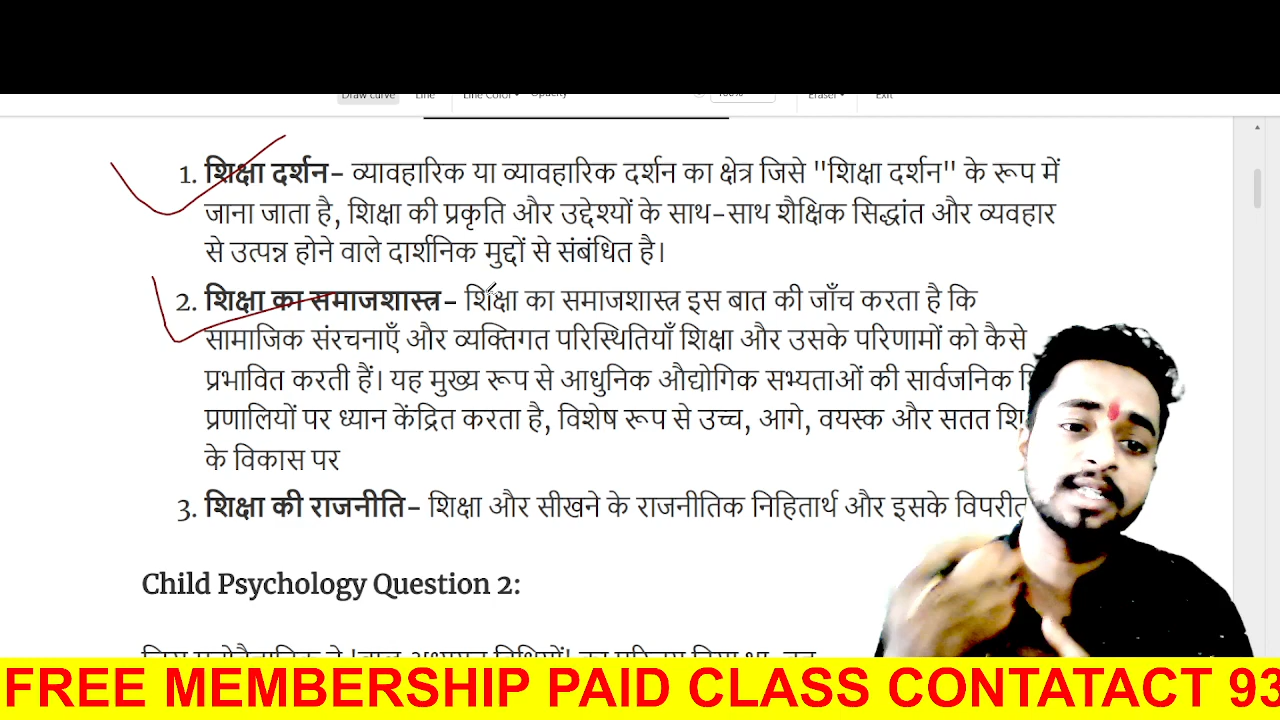 Draw curve Line Line Color Opacity 100% Eraser Exit
1. शिक्षा दर्शन- व्यावहारिक या व्यावहारिक दर्शन का क्षेत्र जिसे "शिक्षा दर्शन" के रूप में
जाना जाता है, शिक्षा की प्रकृति और उद्देश्यों के साथ-साथ शैक्षिक सिद्धांत और व्यवहार
से उत्पन्न होने वाले दार्शनिक मुद्दों से संबंधित है।
2. शिक्षा का समाजशास्त्र- शिक्षा का समाजशास्त्र इस बात की जाँच करता है कि
सामाजिक संरचनाएँ और व्यक्तिगत परिस्थितियाँ शिक्षा और उसके परिणामों को कैसे
प्रभावित करती हैं। यह मुख्य रूप से आधुनिक औद्योगिक सभ्यताओं की सार्वजनिक
प्रणालियों पर ध्यान केंद्रित करता है, विशेष रूप से उच्च, आगे, वयस्क और सतत
के विकास पर
3. शिक्षा की राजनीति- शिक्षा और सीखने के राजनीतिक निहितार्थ और इसके विपरीत
Child Psychology Question 2:
FREE MEMBERSHIP PAID CLASS CONTATACT 93